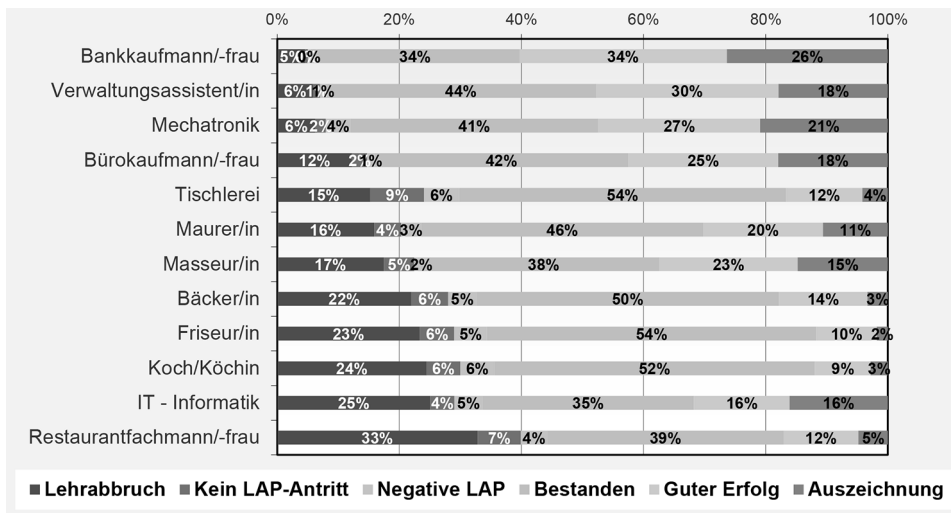 0% 20% 40% 60% 80% 100%
Bankkaufmann/-frau 5% 0% 34% 34% 26%
Verwaltungsassistent/in 6% 1% 1% 44% 30% 18%
Mechatronik 6% 2% 4% 41% 27% 21%
Bürokaufmann/-frau 12% 2% 1% 42% 25% 18%
Tischlerei 15% 9% 6% 54% 12% 4%
Maurer/in 16% 4% 3% 46% 20% 11%
Masseur/in 17% 5% 2% 38% 23% 15%
Bäcker/in 22% 6% 5% 50% 14% 3%
Friseur/in 23% 6% 5% 54% 10% 2%
Koch/Köchin 24% 6% 6% 52% 9% 3%
IT - Informatik 25% 4% 5% 35% 16% 16%
Restaurantfachmann/-frau 33% 7% 4% 39% 12% 5%
Lehrabbruch Kein LAP-Antritt Negative LAP Bestanden Guter Erfolg Auszeichnung